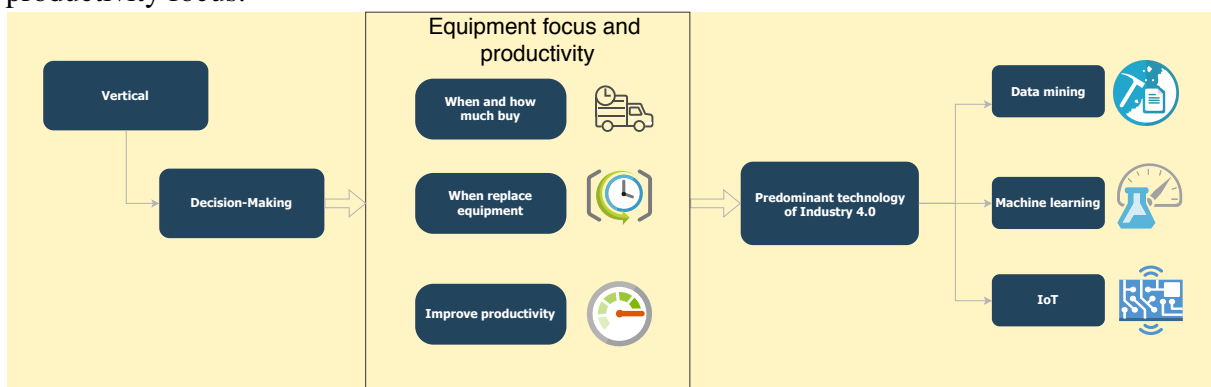 productivity focus.
Equipment focus and
productivity
Vertical
Decision-Making
When and how
much buy
When replace
equipment
Improve productivity
Predominant technology
of Industry 4.0
Data mining
Machine learning
IoT